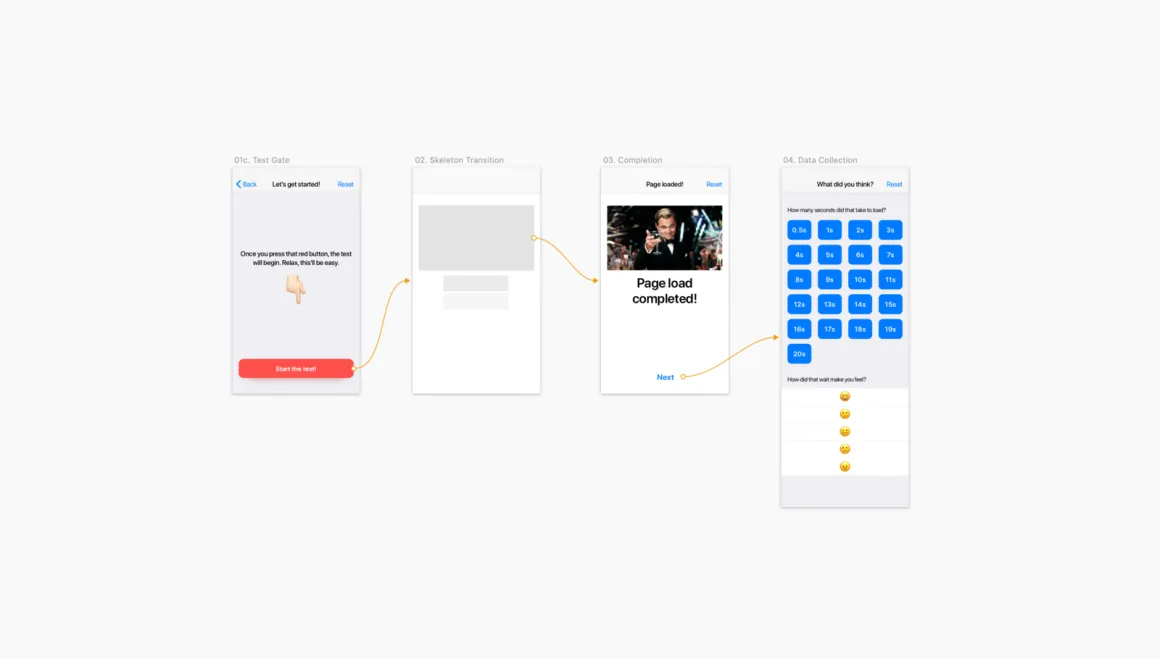 01c. Test Gate
Back
Let's get started!
Reset
Once you press that red button, the test
will begin. Relax, this'll be easy.
Start the test!
02. Skeleton Transition
03. Completion
Page loaded!
Reset
Page load
completed!
Next
04. Data Collection
What did you think?
Reset
How many seconds did that take to load?
0.5s 1s 2s 3s
4s 5s 6s 7s
8s 9s 10s 11s
12s 13s 14s 15s
16s 17s 18s 19s
20s
How did that wait make you feel?